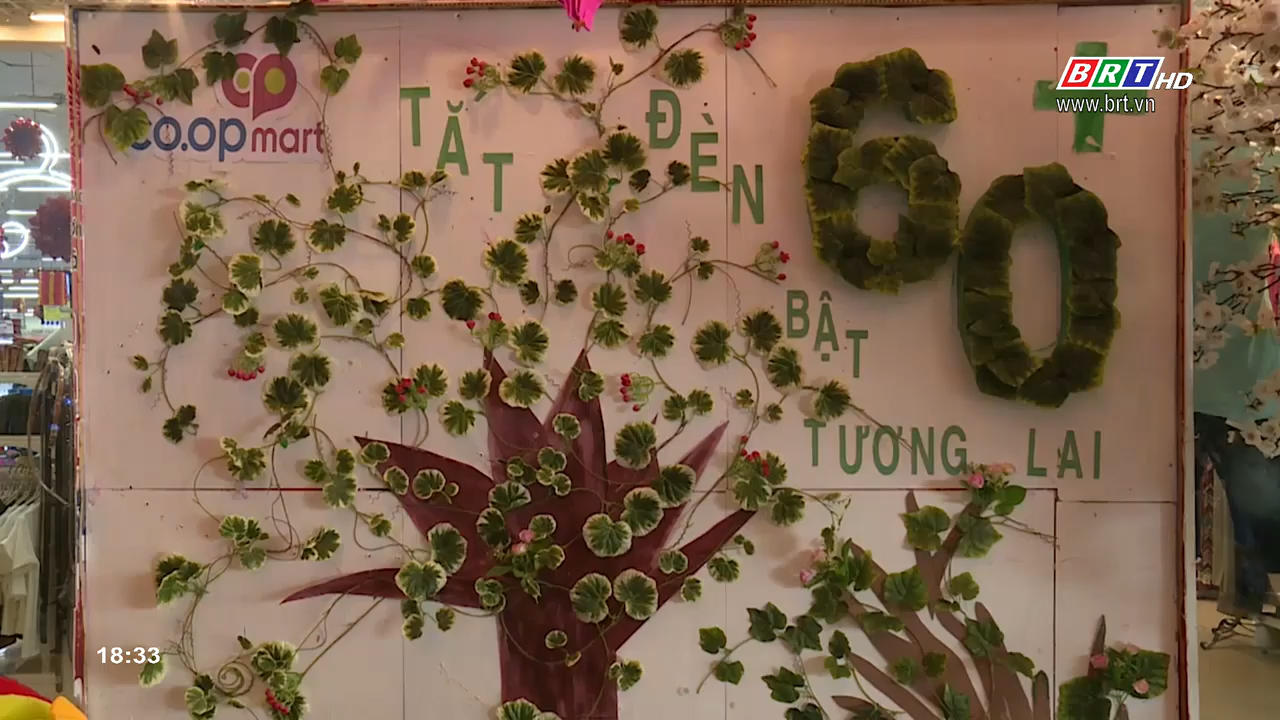 BRT HD
www.brt.vn
co.op mart
TẮT ĐÈN
60+
BẬT
TƯƠNG LAI
18:33